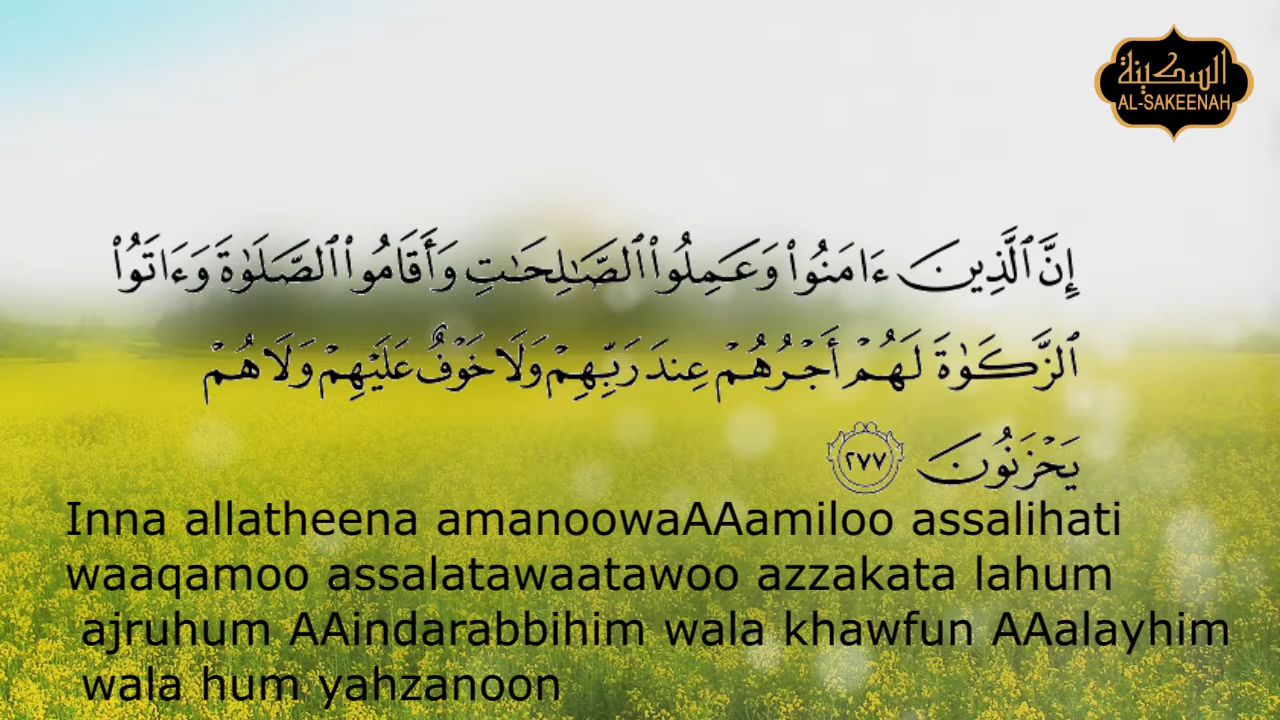 السكينة
AL-SAKEENAH
إِنَّ ٱلَّذِينَ ءَامَنُوا۟ وَعَمِلُوا۟ ٱلصَّـٰلِحَـٰتِ وَأَقَامُوا۟ ٱلصَّلَوٰةَ وَءَاتَوُا۟
ٱلزَّكَوٰةَ لَهُمْ أَجْرُهُمْ عِندَ رَبِّهِمْ وَلَا خَوْفٌ عَلَيْهِمْ وَلَا هُمْ
يَحْزَنُونَ ٢٧٧
Inna allatheena amanoowaAAamiloo assalihati
waaqamoo assalatawaatawoo azzakata lahum
ajruhum AAindarabbihim wala khawfun AAalayhim
wala hum yahzanoon